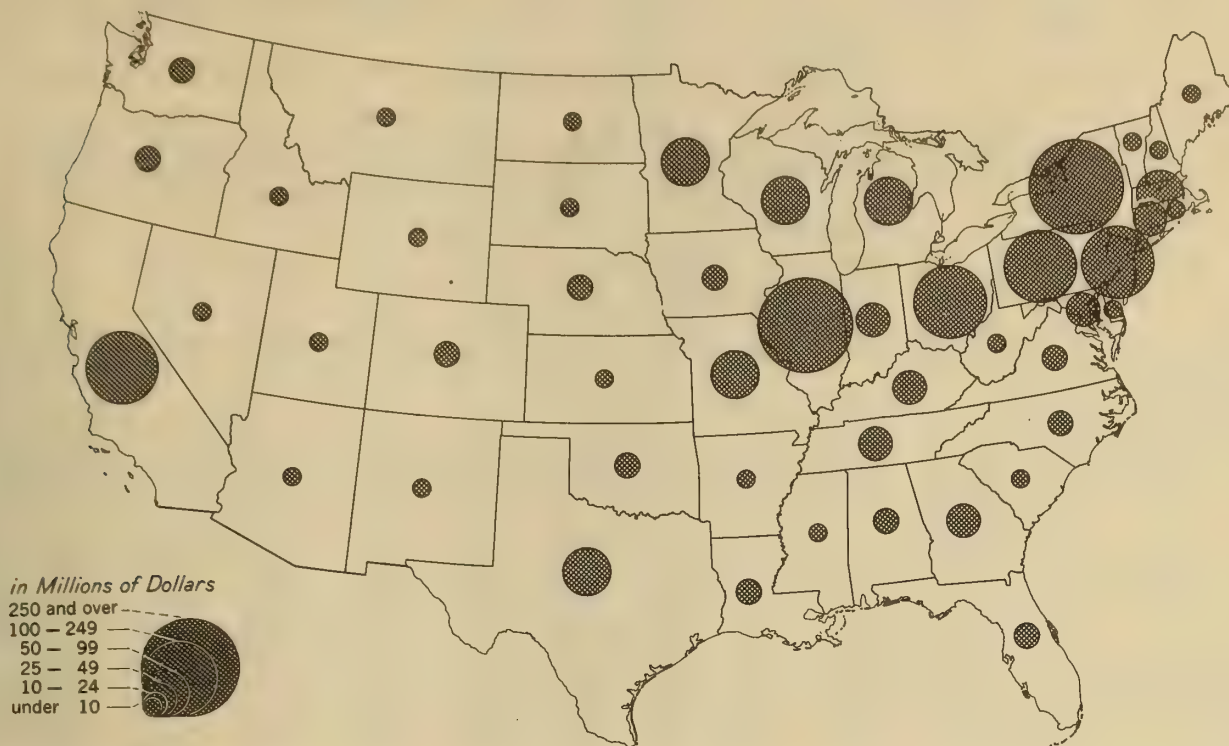 in Millions of Dollars
250 and over
100 – 249
50 – 99
25 – 49
10 – 24
under 10